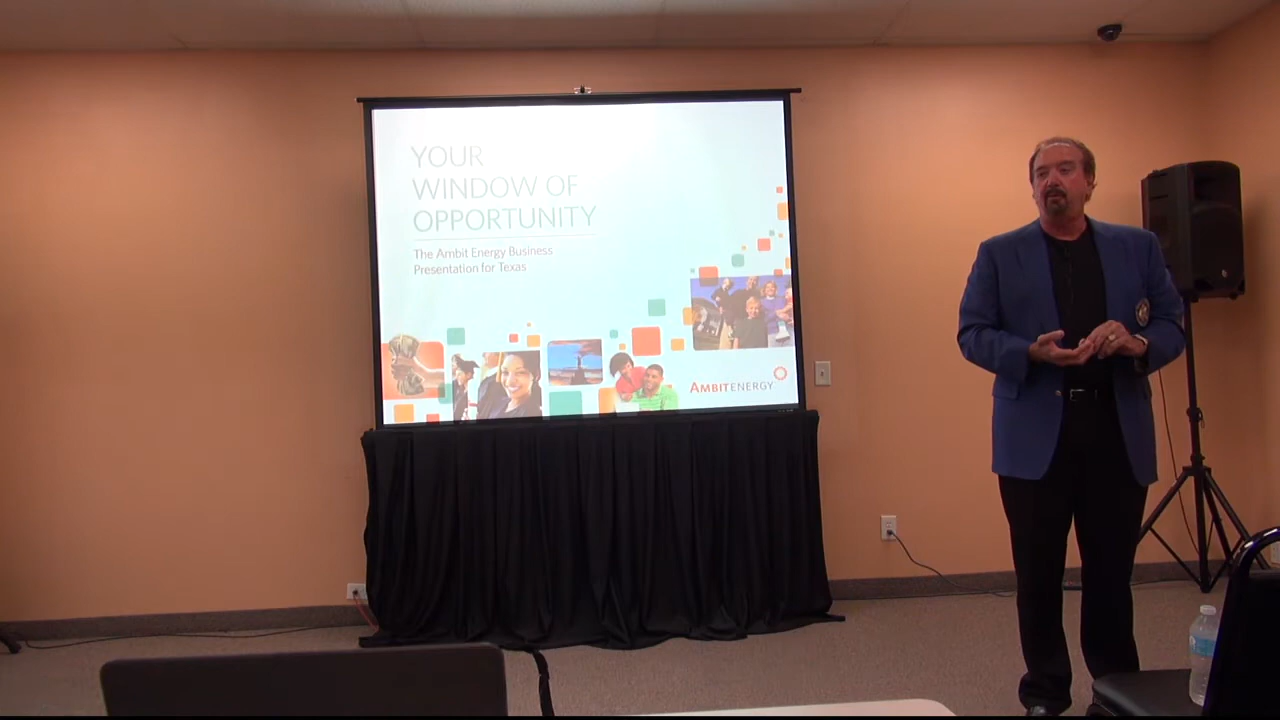 YOUR
WINDOW OF
OPPORTUNITY
The Ambit Energy Business
Presentation for Texas
AMBITENERGY